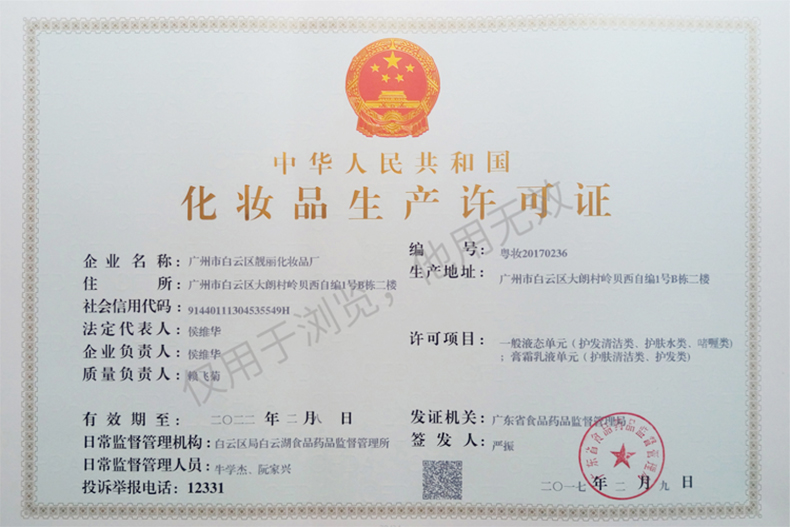 中华人民共和国
化妆品生产许可证
企业名称：广州市白云区靓丽化妆品厂
编号：粤妆20170236
住所：广州市白云区大朗村岭贝西自编1号B栋二楼
生产地址：广州市白云区大朗村岭贝西自编1号B栋二楼
社会信用代码：91440111304535549H
法定代表人：侯维华
许可项目：一般液态单元（护发清洁类、护肤水类、啫喱类）
；膏霜乳液单元（护肤清洁类、护发类）
企业负责人：侯维华
质量负责人：赖飞菊
有效期至：二〇二二年二月八日
发证机关：广东省食品药品监督管理局
日常监督管理机构：白云区局白云湖食品药品监督管理所
签发人：严振
日常监督管理人员：牛学杰、阮家兴
投诉举报电话：12331
二〇一七年二月九日
广东省食品药品监督管理局
仅用于浏览，他用无效